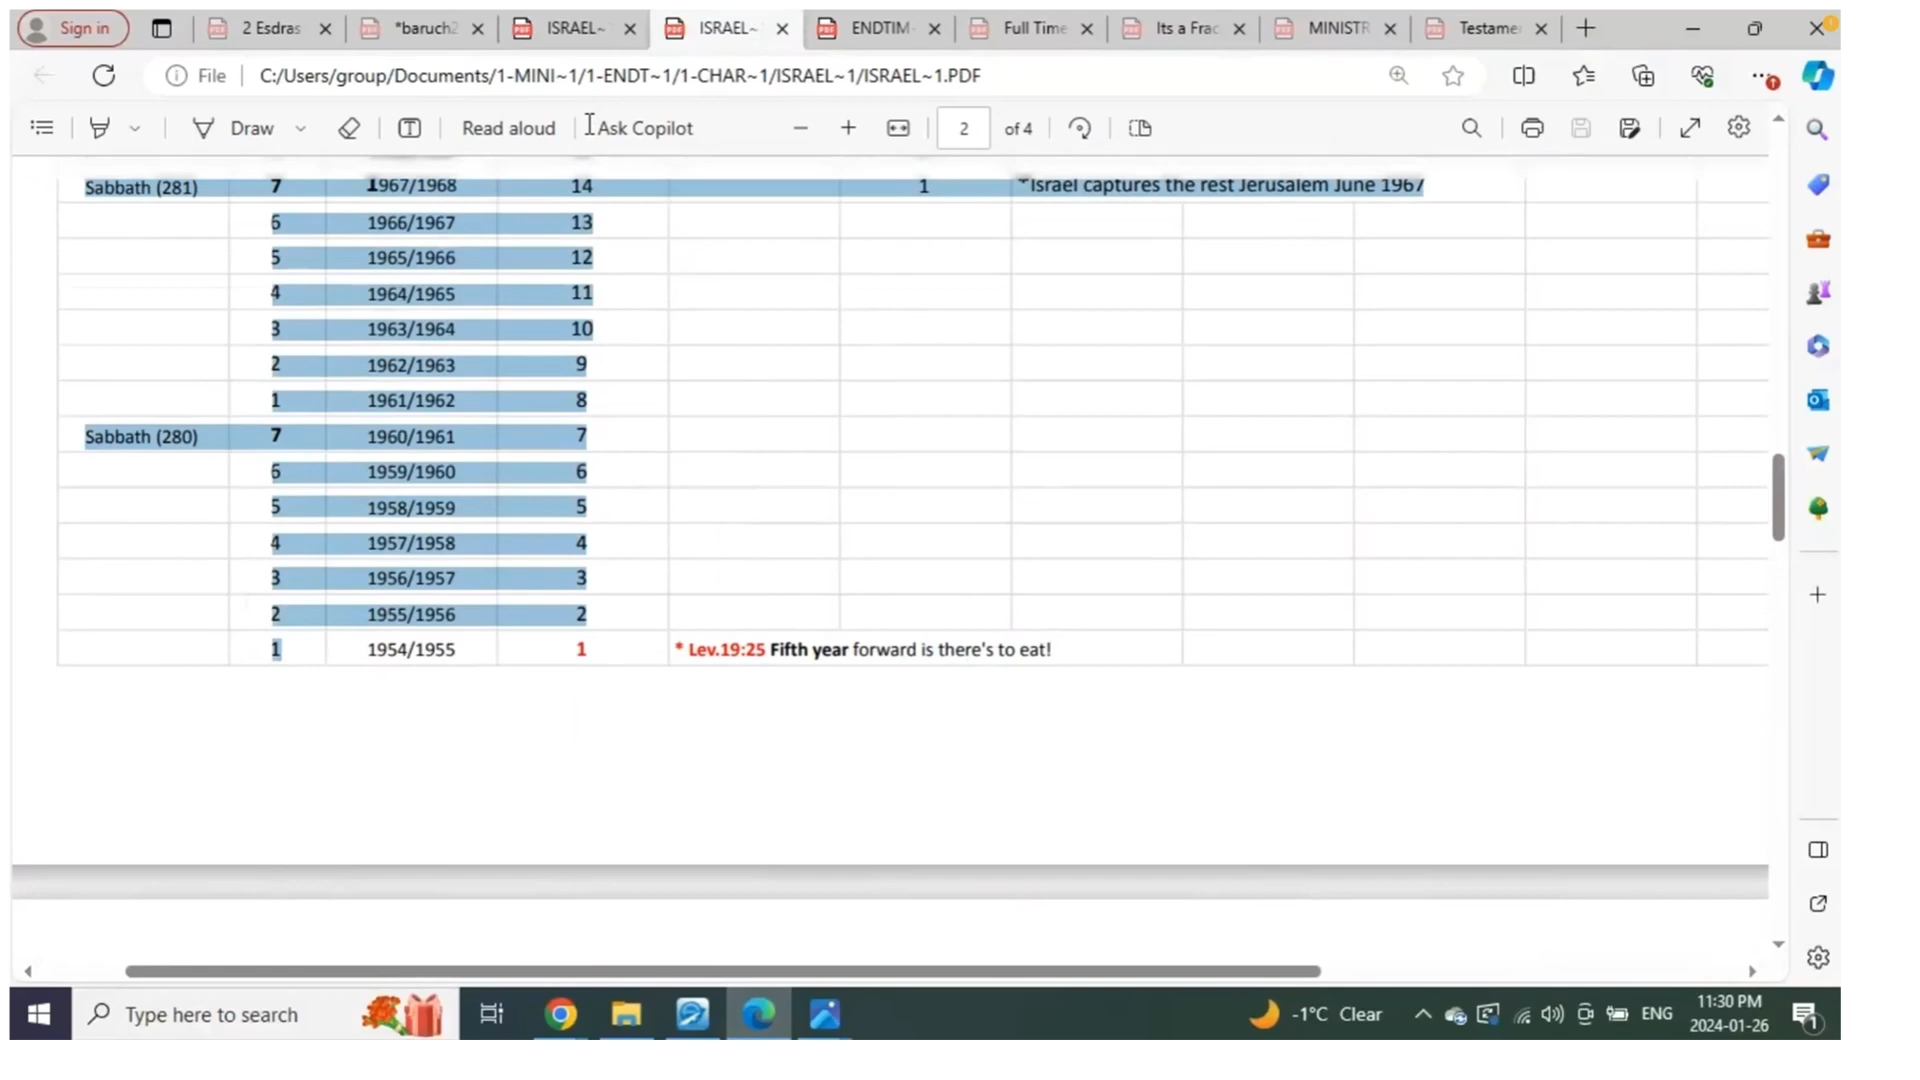 Sign in 2 Esdras *baruch2 ISRAEL~ ISRAEL~ ENDTIM Full Time Its a Frac MINISTR Testame
File C:/Users/group/Documents/1-MINI~1/1-ENDT~1/1-CHAR~1/ISRAEL~1/ISRAEL~1.PDF
Draw Read aloud Ask Copilot 2 of 4
Sabbath (281) 7 1967/1968 14 1 *Israel captures the rest Jerusalem June 1967
6 1966/1967 13
5 1965/1966 12
4 1964/1965 11
3 1963/1964 10
2 1962/1963 9
1 1961/1962 8
Sabbath (280) 7 1960/1961 7
6 1959/1960 6
5 1958/1959 5
4 1957/1958 4
3 1956/1957 3
2 1955/1956 2
1 1954/1955 1 * Lev.19:25 Fifth year forward is there's to eat!
Type here to search -1°C Clear ENG 11:30 PM
2024-01-26 1